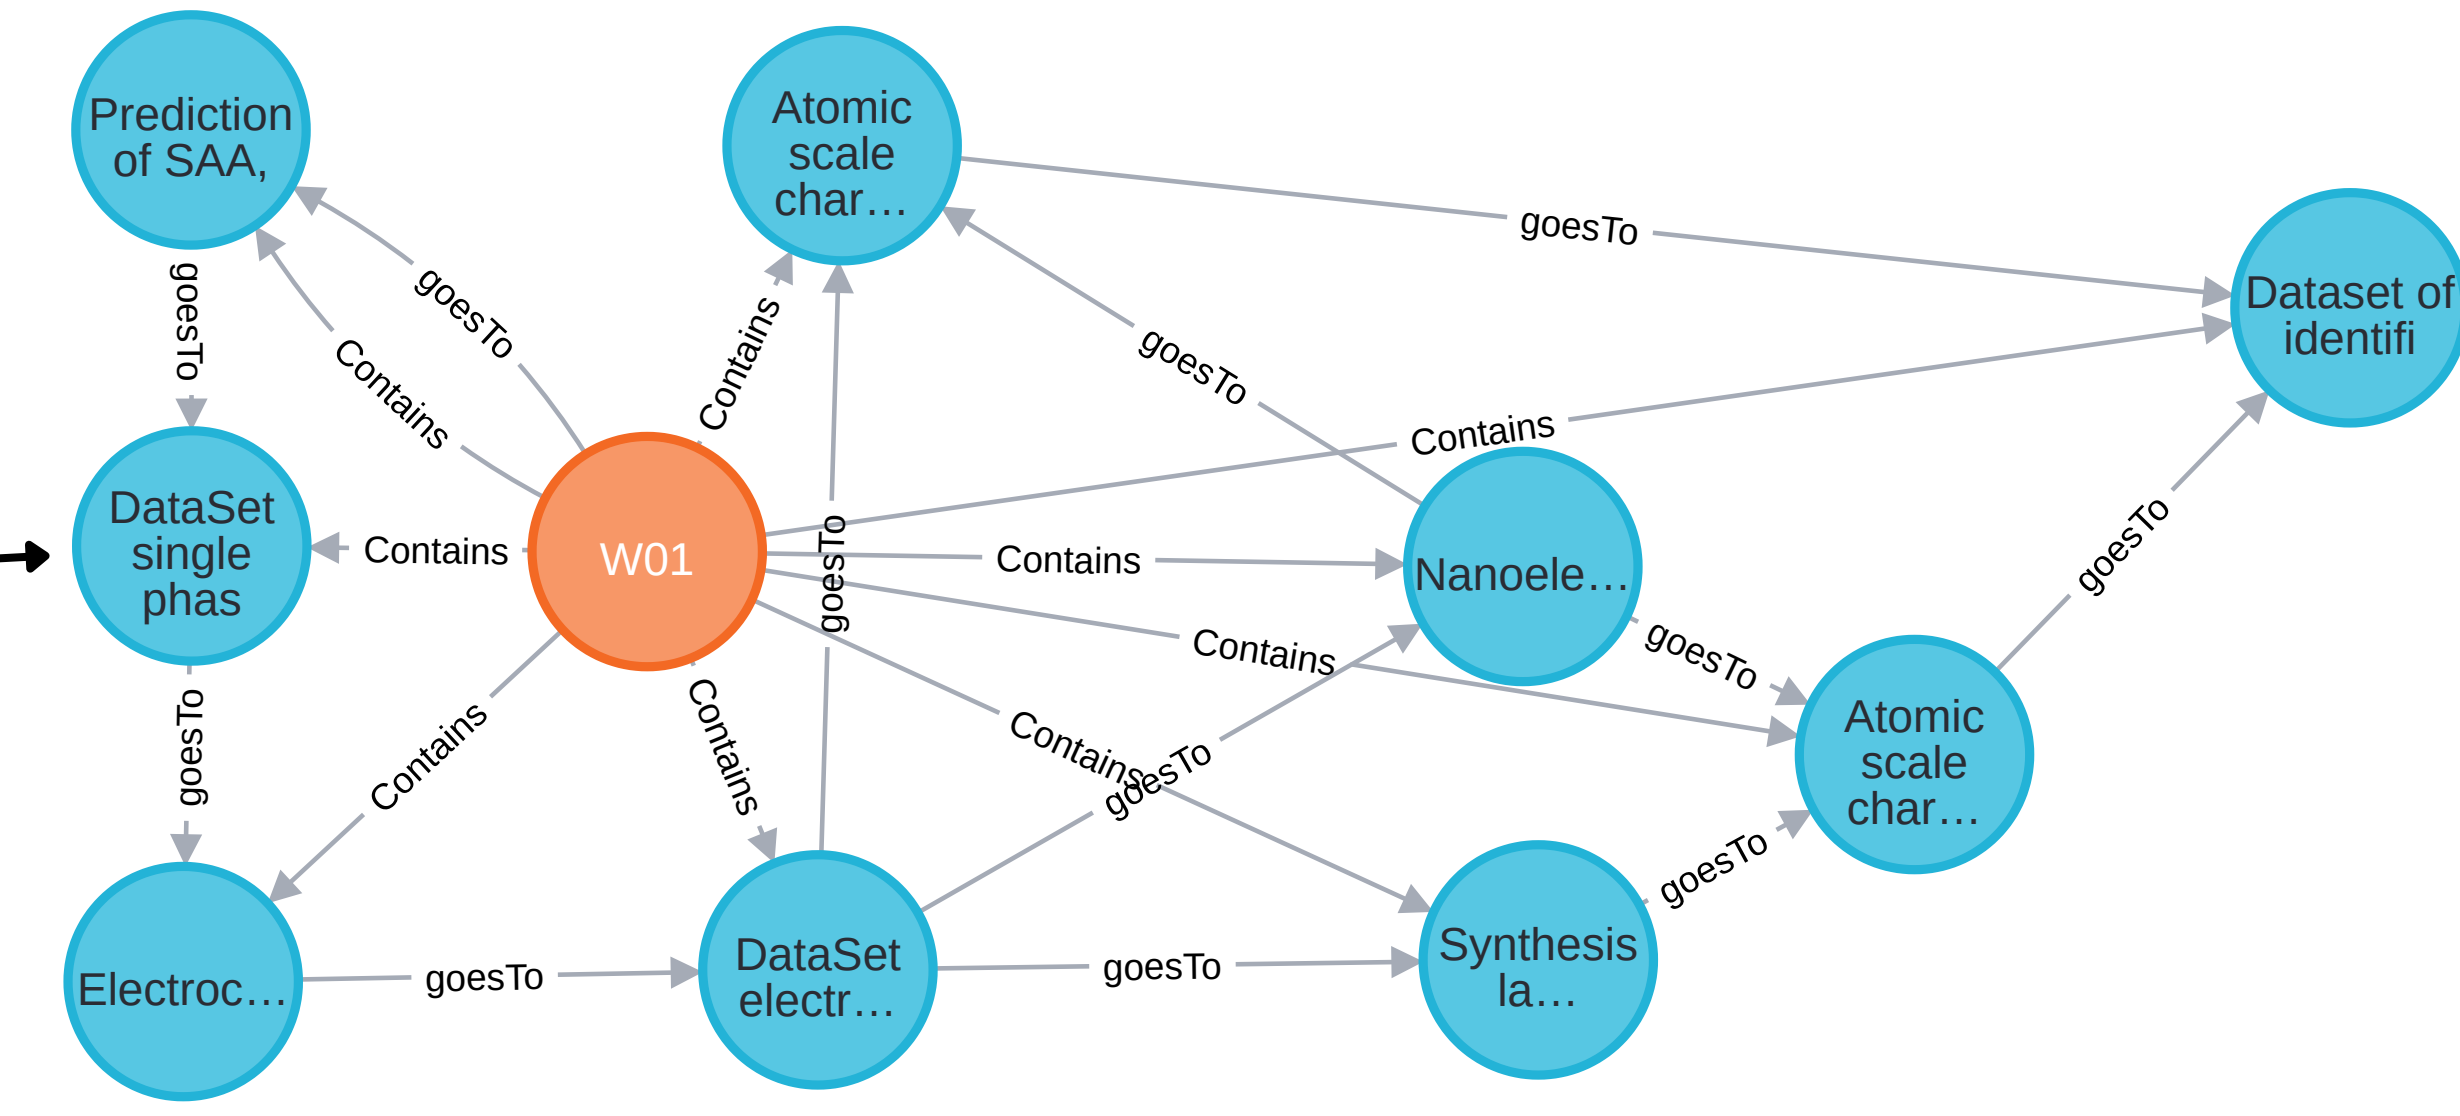 Prediction
of SAA,
Atomic
scale
char…
Dataset of
identifi
DataSet
single
phas
W01
Nanoele…
Atomic
scale
char…
Electroc…
DataSet
electr…
Synthesis
la…
goesTo
goesTo
Contains
Contains
goesTo
goesTo
Contains
Contains
goesTo
Contains
Contains
goesTo
goesTo
goesTo
Contains
Contains
Contains
goesTo
goesTo
goesTo
goesTo